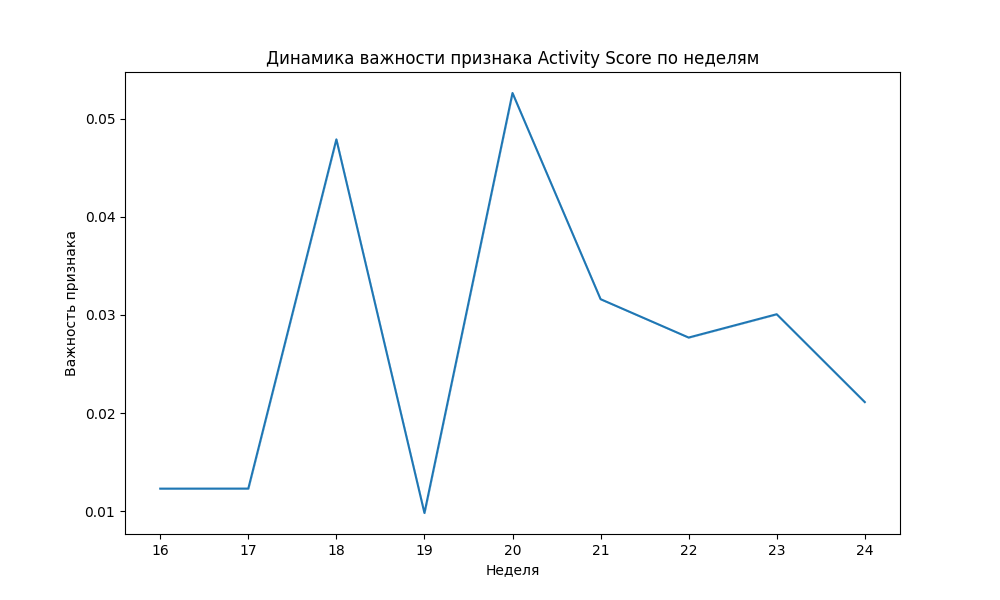 Динамика важности признака Activity Score по неделям
Важность признака
0.05
0.04
0.03
0.02
0.01
16 17 18 19 20 21 22 23 24
Неделя